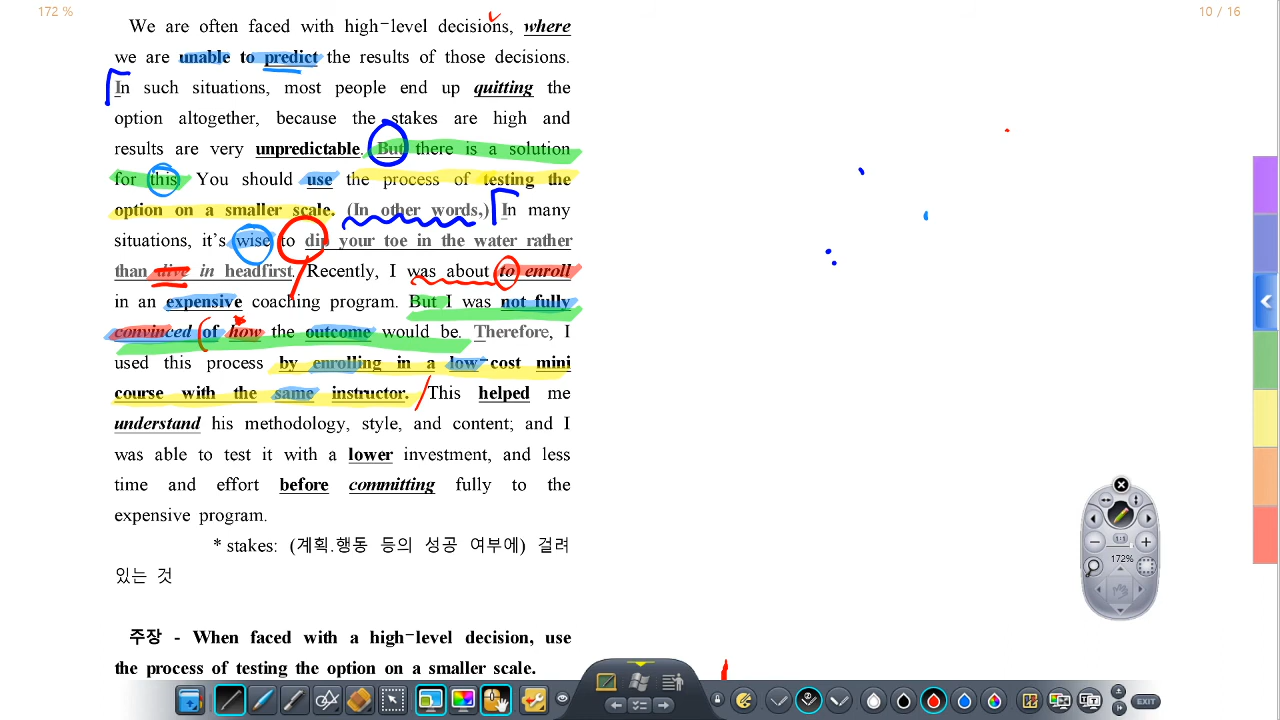 172 %
10 / 16
We are often faced with high-level decisions, where
we are unable to predict the results of those decisions.
In such situations, most people end up quitting the
option altogether, because the stakes are high and
results are very unpredictable. But there is a solution
for this. You should use the process of testing the
option on a smaller scale. (In other words,) In many
situations, it's wise to dip your toe in the water rather
than dive in headfirst. Recently, I was about to enroll
in an expensive coaching program. But I was not fully
convinced of how the outcome would be. Therefore, I
used this process by enrolling in a low-cost mini
course with the same instructor. This helped me
understand his methodology, style, and content; and I
was able to test it with a lower investment, and less
time and effort before committing fully to the
expensive program.
* stakes: (계획.행동 등의 성공 여부에) 걸려
있는 것
주장 - When faced with a high-level decision, use
the process of testing the option on a smaller scale.
1:1
172%
EXIT